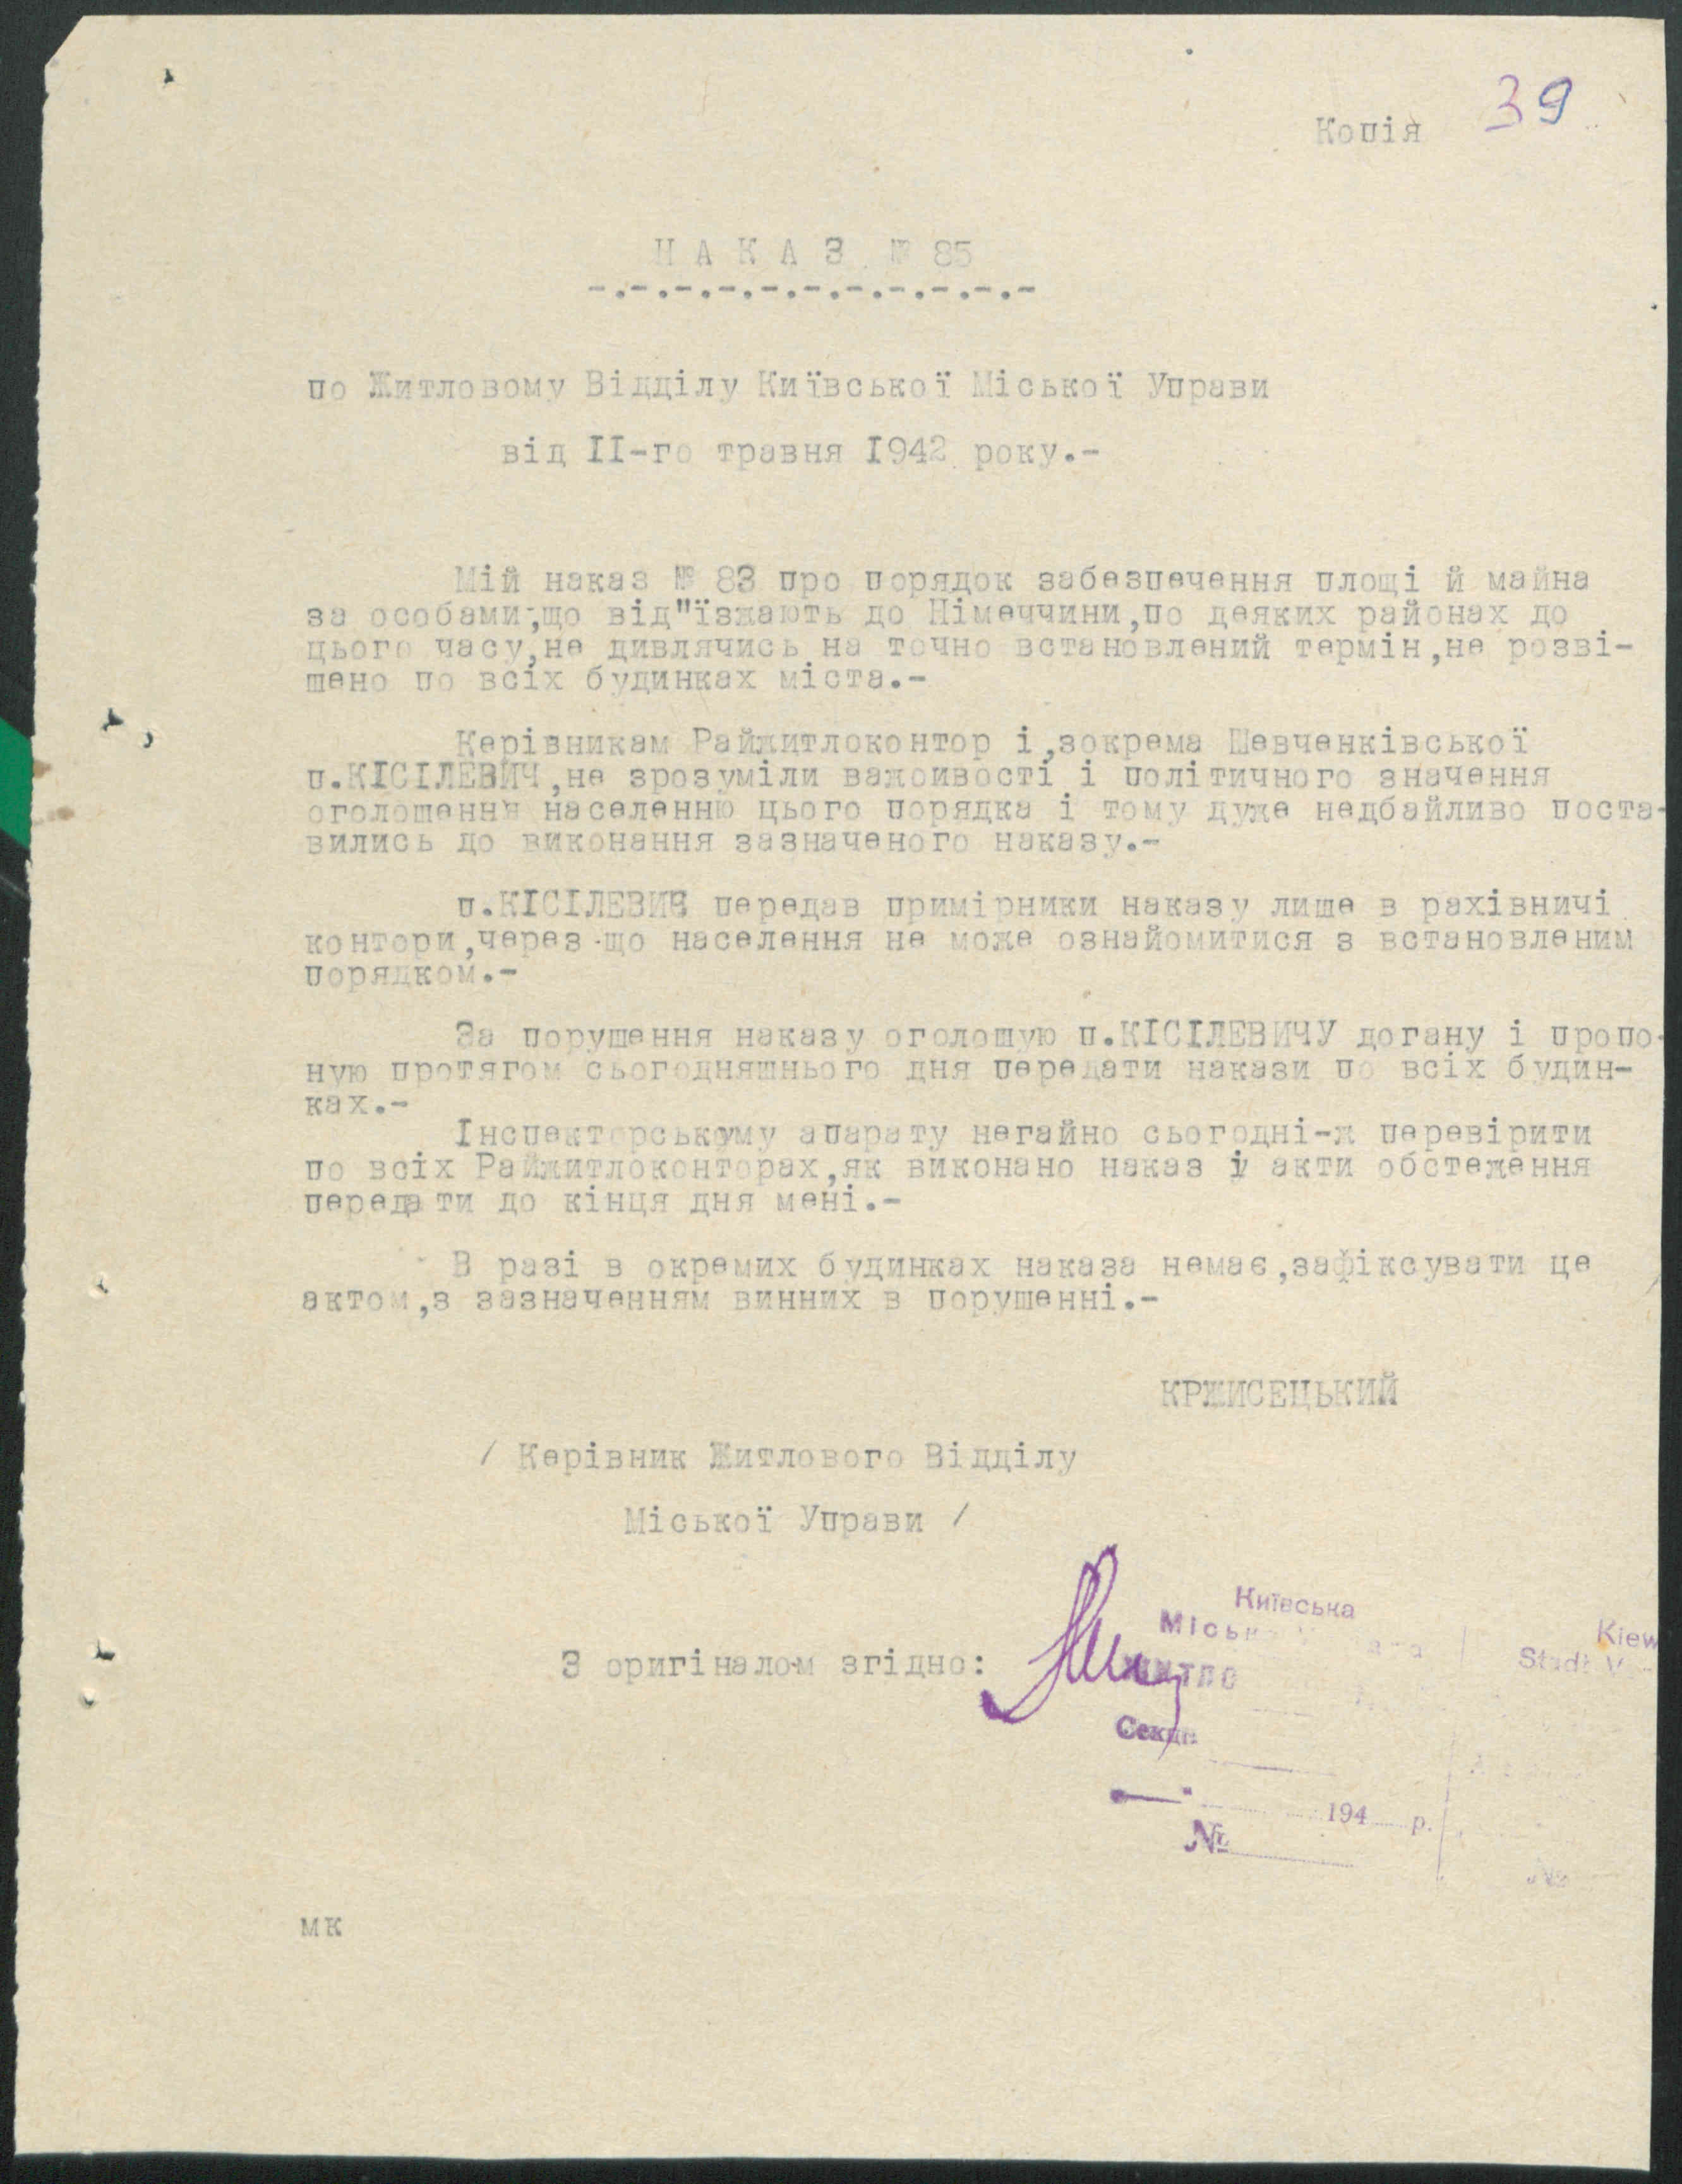 39
Копія
Н А К А З № 85
-.-.-.-.-.-.-.-.-.-.-
по Житловому Відділу Київської Міської Управи
від II-го травня I942 року.-
Мій наказ № 83 про порядок забезпечення площі й майна
за особами,що від"їзжають до Німеччини,по деяких районах до
цього часу,не дивлячись на точно встановлений термін,не розві-
шено по всіх будинках міста.-
Керівникам Райжитлоконтор і,зокрема Шевченківської
п.КІСІЛЕВИЧ,не зрозуміли важоивості і політичного значення
оголошення населенню цього порядка і тому дуже недбайливо поста-
вились до виконання зазначеного наказу.-
п.КІСІЛЕВИЧ передав примірники наказу лише в рахівничі
контори,через що населення не може ознайомитися з встановленим
порядком.-
За порушення наказу оголошую п.КІСІЛЕВИЧУ догану і пропо-
ную протягом сьогодняшнього дня передати накази по всіх будин-
ках.-
Інспекторському апарату негайно сьогодні-ж перевірити
по всіх Райжитлоконторах,як виконано наказ і акти обстеження
передати до кінця дня мені.-
В разі в окремих будинках наказа немає,зафіксувати це
актом,з зазначенням винних в порушенні.-
КРЖИСЕЦЬКИЙ
/ Керівник Житлового Відділу
Міської Управи /
З оригіналом згідно:
Київська
Kiew
194 р.
№
№
мк